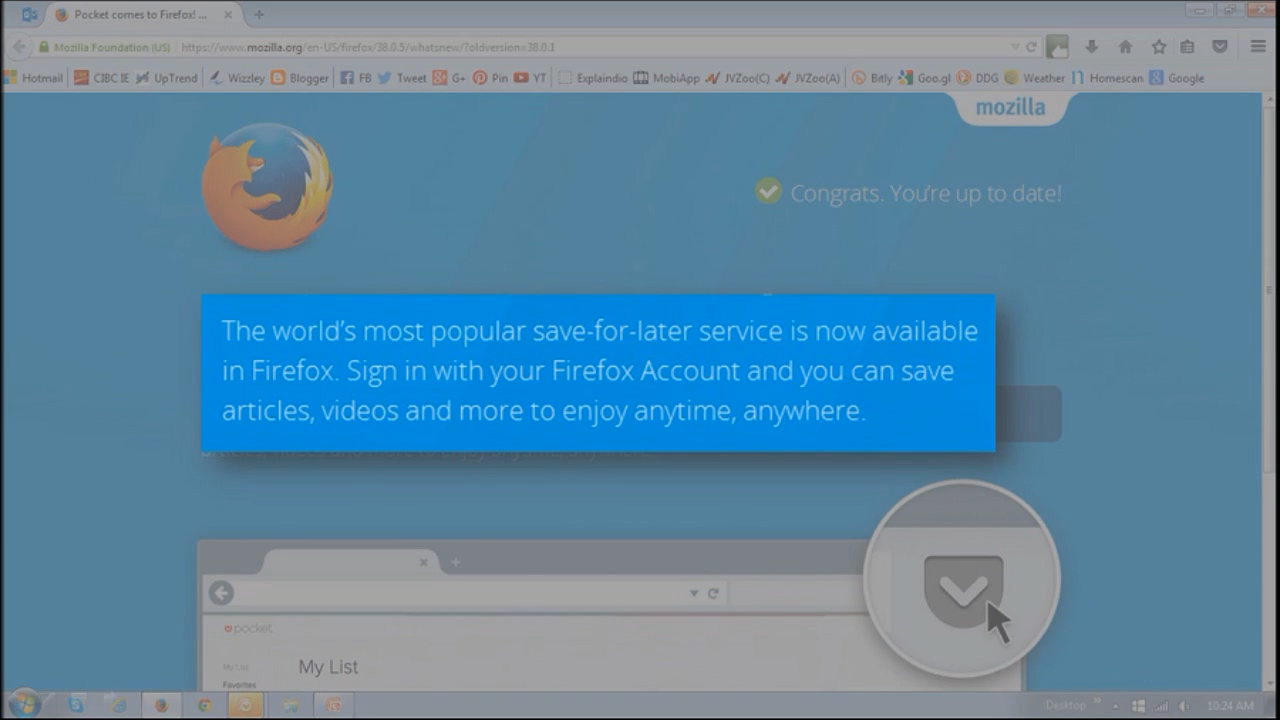 Pocket comes to Firefox! ...
Mozilla Foundation (US) https://www.mozilla.org/en-US/firefox/38.0.5/whatsnew/?oldversion=38.0.1
Hotmail CIBC IE UpTrend Wizzley Blogger FB Tweet G+ Pin YT Explaindio MobiApp JVZoo(C) JVZoo(A) Bitly Goo.gl DDG Weather Homescan Google
mozilla
Congrats. You're up to date!
The world's most popular save-for-later service is now available
in Firefox. Sign in with your Firefox Account and you can save
articles, videos and more to enjoy anytime, anywhere.
pocket
My List
My List
Favorites
Desktop 10:24 AM